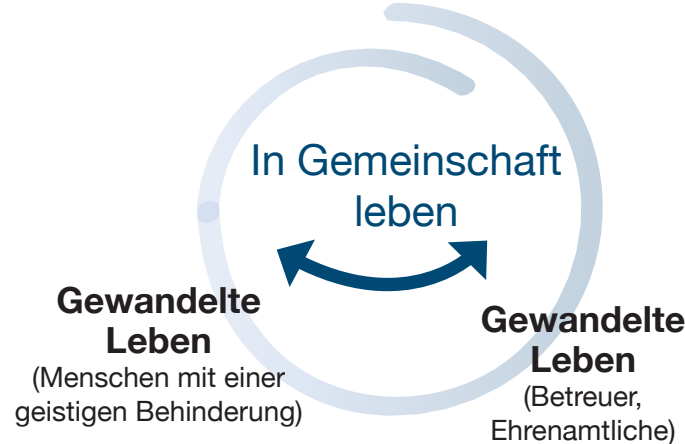 In Gemeinschaft
leben
Gewandelte
Leben
(Menschen mit einer
geistigen Behinderung)
Gewandelte
Leben
(Betreuer,
Ehrenamtliche)